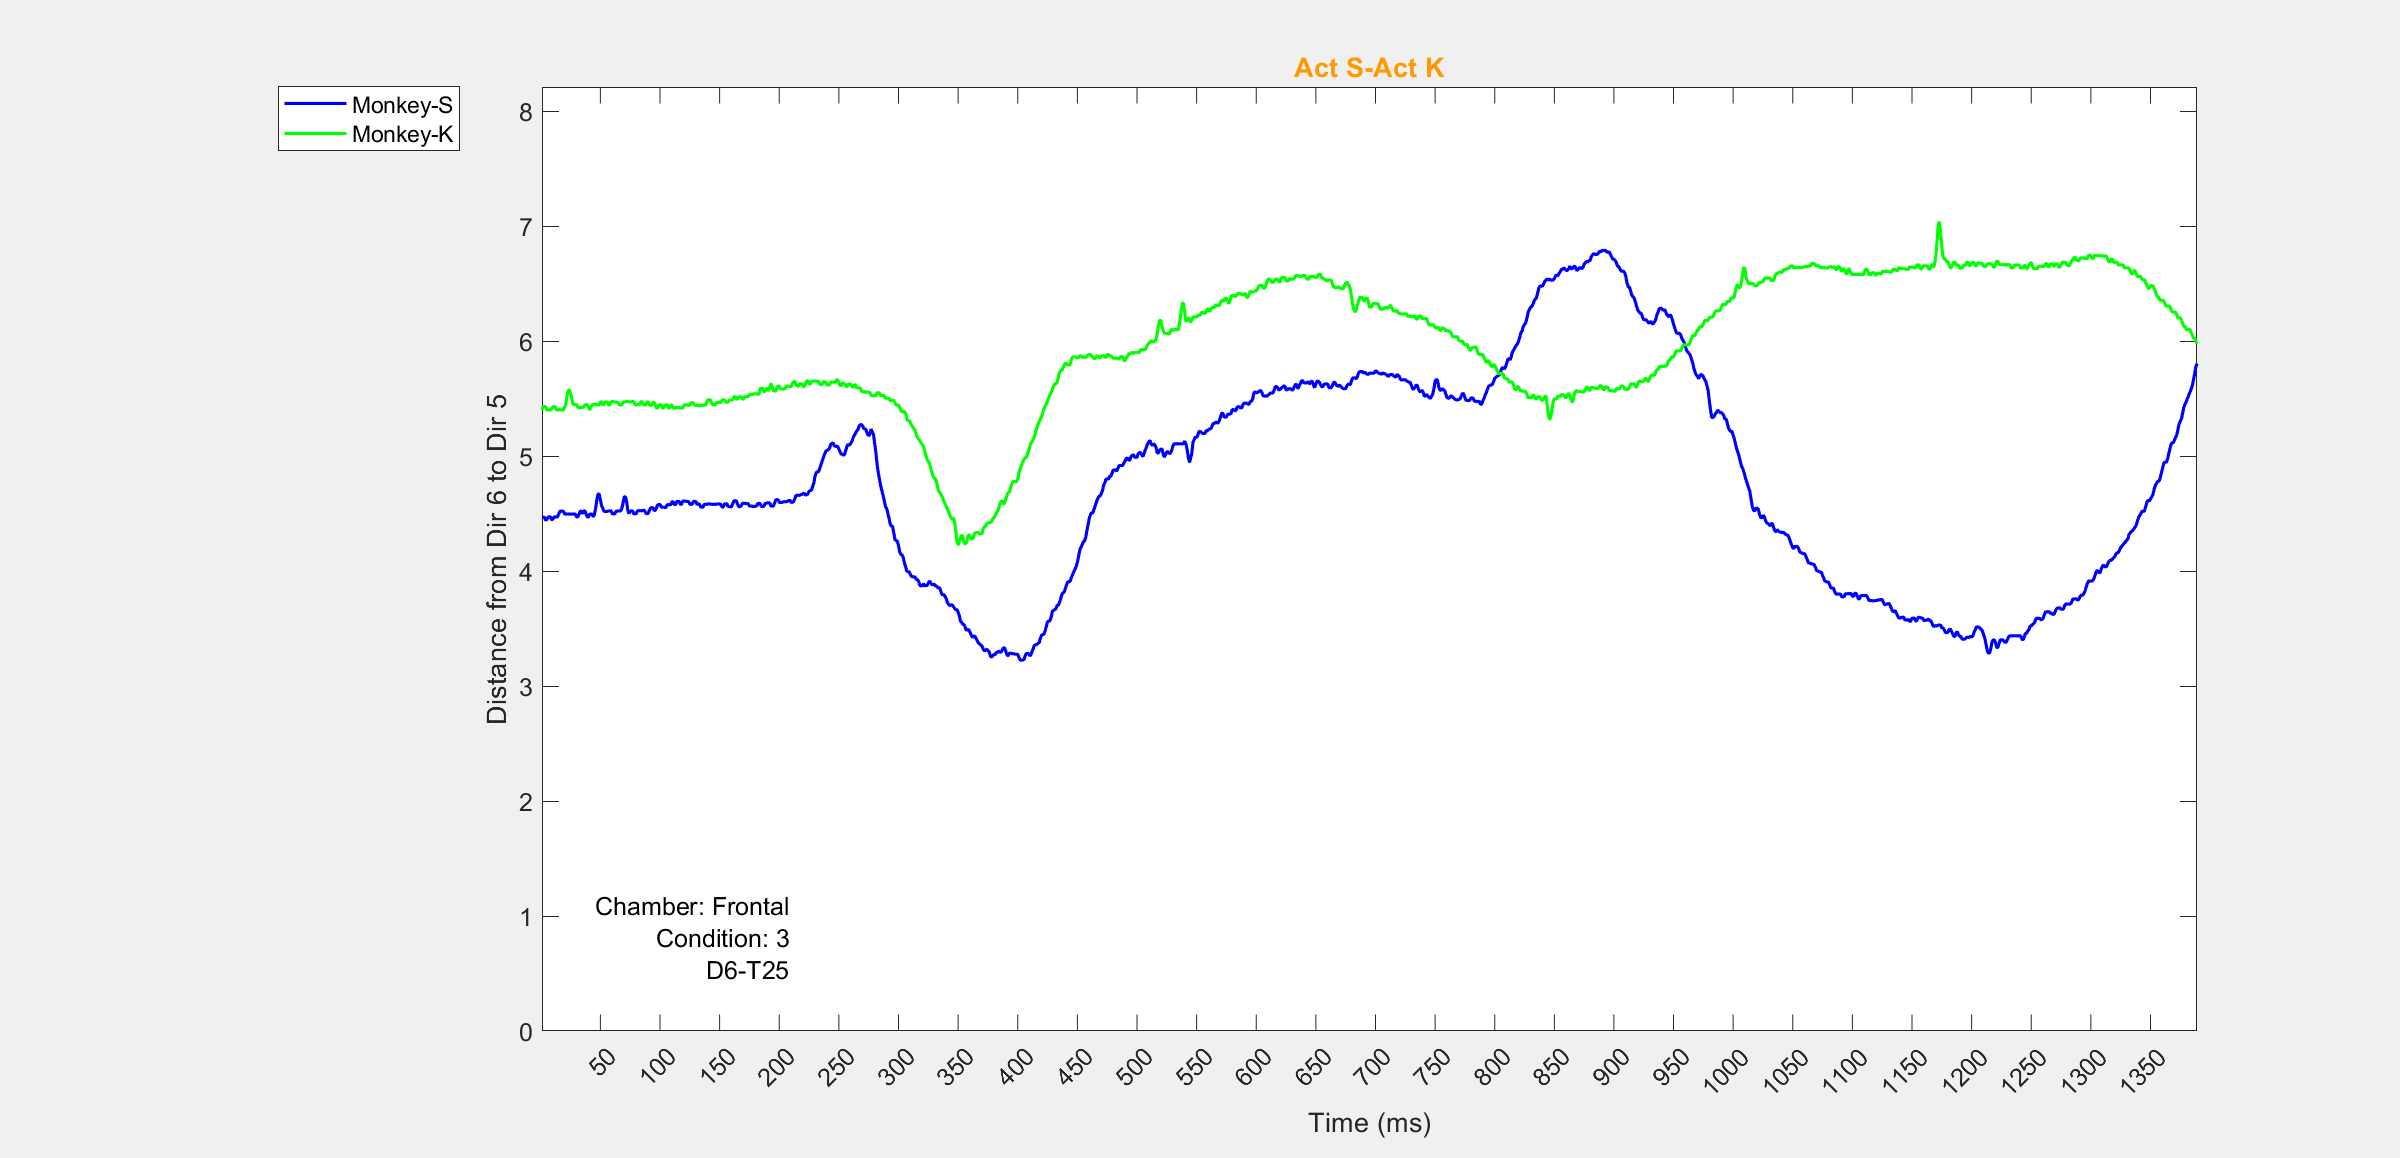 Act S-Act K
Monkey-S
Monkey-K
Distance from Dir 6 to Dir 5
8
7
6
5
4
3
2
1
0
Chamber: Frontal
Condition: 3
D6-T25
50 100 150 200 250 300 350 400 450 500 550 600 650 700 750 800 850 900 950 1000 1050 1100 1150 1200 1250 1300 1350
Time (ms)